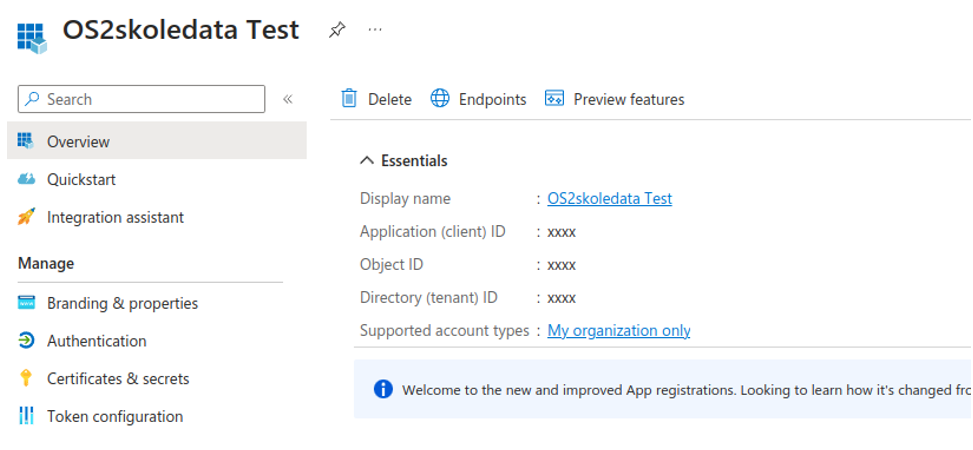 OS2skoledata Test
Search
Overview
Quickstart
Integration assistant
Manage
Branding & properties
Authentication
Certificates & secrets
Token configuration
Delete Endpoints Preview features
Essentials
Display name : OS2skoledata Test
Application (client) ID : xxxx
Object ID : xxxx
Directory (tenant) ID : xxxx
Supported account types : My organization only
Welcome to the new and improved App registrations. Looking to learn how it's changed fro